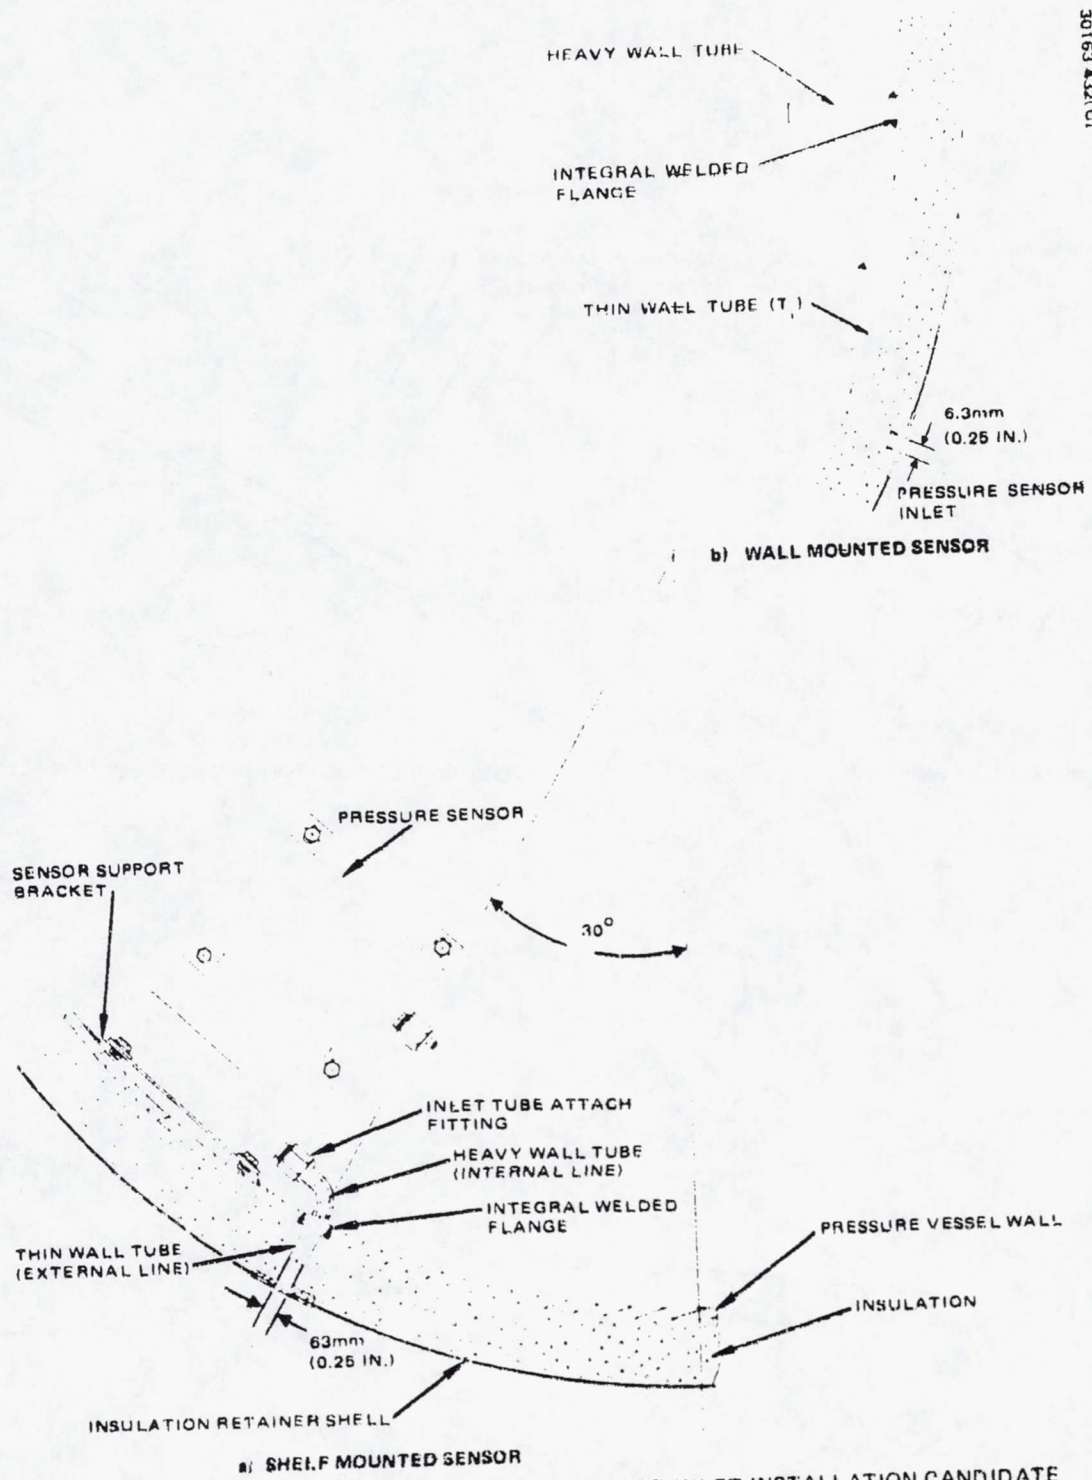 HEAVY WALL TUBE
INTEGRAL WELDED
FLANGE
THIN WALL TUBE (T )
6.3mm
(0.25 IN.)
PRESSURE SENSOR
INLET
b) WALL MOUNTED SENSOR
PRESSURE SENSOR
SENSOR SUPPORT
BRACKET
30°
INLET TUBE ATTACH
FITTING
HEAVY WALL TUBE
(INTERNAL LINE)
INTEGRAL WELDED
FLANGE
PRESSURE VESSEL WALL
THIN WALL TUBE
(EXTERNAL LINE)
INSULATION
63mm
(0.25 IN.)
INSULATION RETAINER SHELL
a) SHELF MOUNTED SENSOR
INSTALLATION CANDIDATE